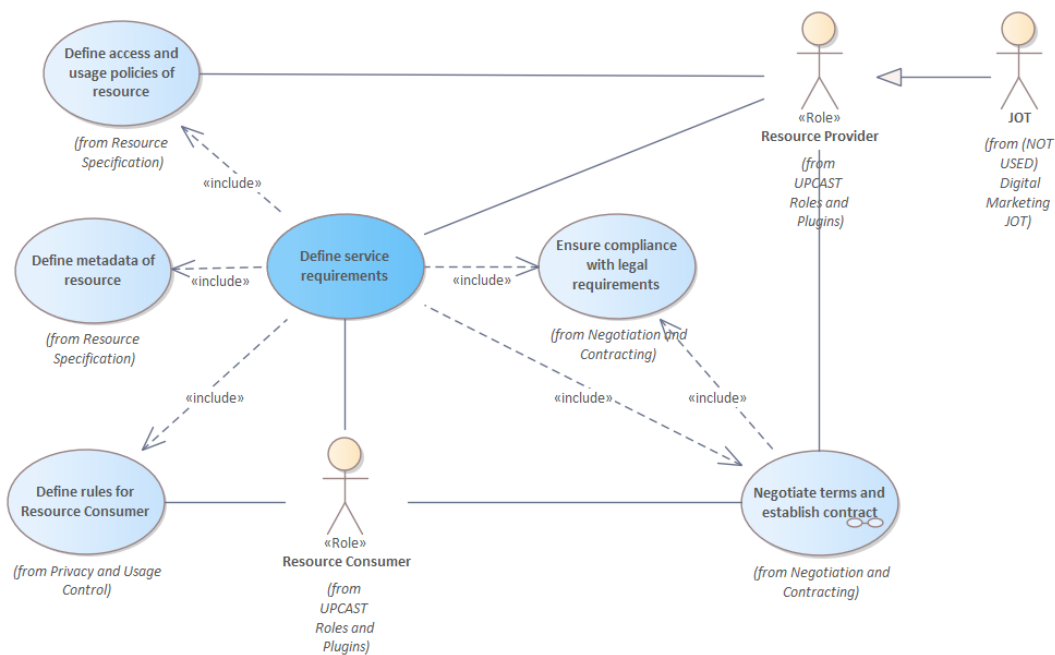 Define access and
usage policies of
resource
(from Resource
Specification)
«Role»
Resource Provider
(from
UPCAST
Roles and
Plugins)
JOT
(from (NOT
USED)
Digital
Marketing
JOT)
«include»
Define metadata of
resource
(from Resource
Specification)
«include»
Define service
requirements
«include»
Ensure compliance
with legal
requirements
(from Negotiation and
Contracting)
«include»
«include»
«include»
Define rules for
Resource Consumer
(from Privacy and Usage
Control)
«Role»
Resource Consumer
(from
UPCAST
Roles and
Plugins)
Negotiate terms and
establish contract
(from Negotiation and
Contracting)